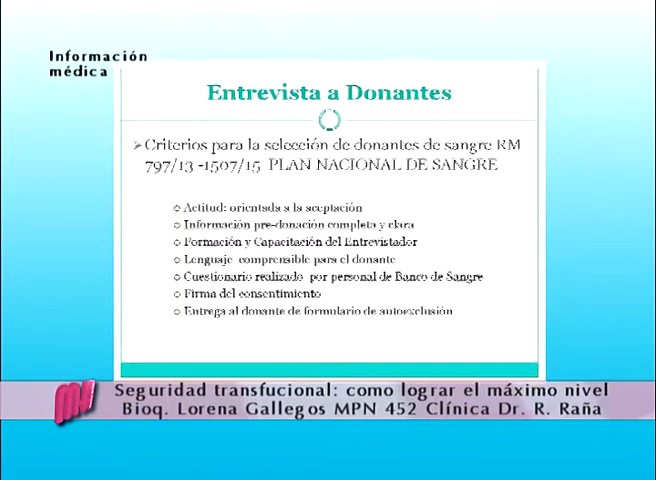 Información
médica
Entrevista a Donantes
Criterios para la selección de donantes de sangre RM
797/13 -1507/15 PLAN NACIONAL DE SANGRE
Actitud: orientada a la aceptación
Información pre-donación completa y clara
Formación y Capacitación del Entrevistador
Lenguaje comprensible para el donante
Cuestionario realizado por personal de Banco de Sangre
Firma del consentimiento
Entrega al donante de formulario de autoexclusión
Seguridad transfucional: como lograr el máximo nivel
Bioq. Lorena Gallegos MPN 452 Clínica Dr. R. Raña